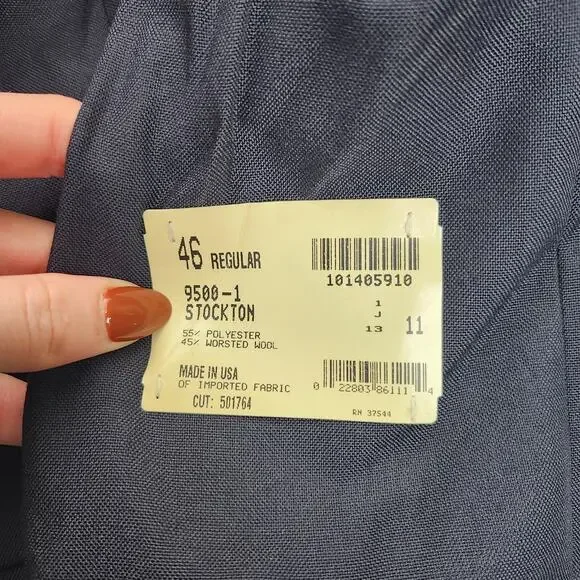 46 REGULAR
101405910
9500-1
STOCKTON
1
J
13
11
55% POLYESTER
45% WORSTED WOOL
MADE IN USA
OF IMPORTED FABRIC
0 22803 86111 4
CUT: 501764
RN 37544